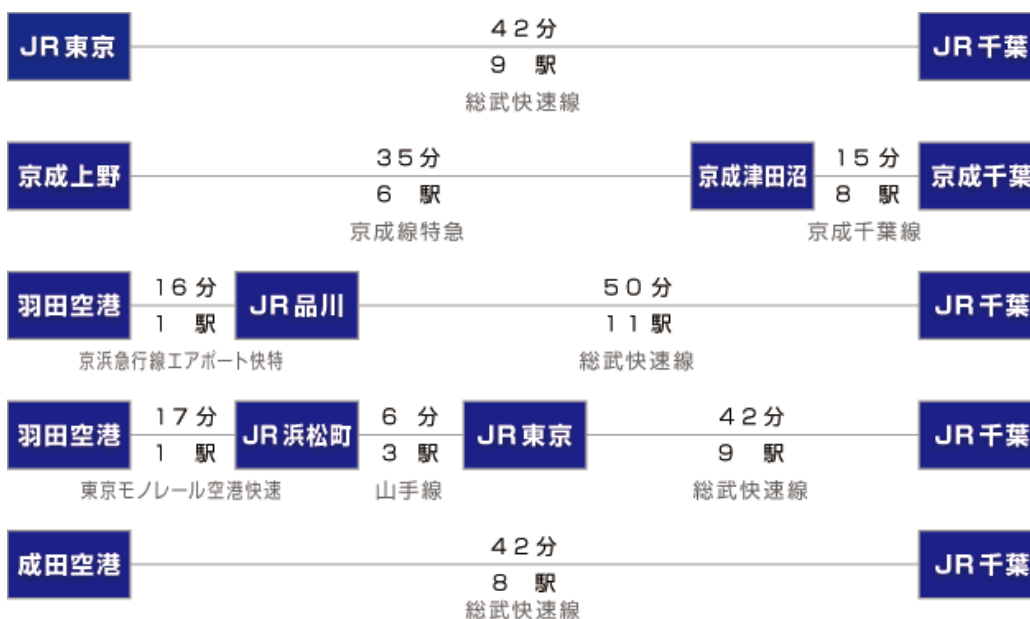 42分
JR東京 JR千葉
9 駅
総武快速線
35分 15分
京成上野 京成津田沼 京成千葉
6 駅 8 駅
京成線特急 京成千葉線
16分 50分
羽田空港 JR品川 JR千葉
1 駅 11駅
京浜急行線エアポート快特 総武快速線
17分 6 分 42分
羽田空港 JR浜松町 JR東京 JR千葉
1 駅 3 駅 9 駅
東京モノレール空港快速 山手線 総武快速線
42分
成田空港 JR千葉
8 駅
総武快速線